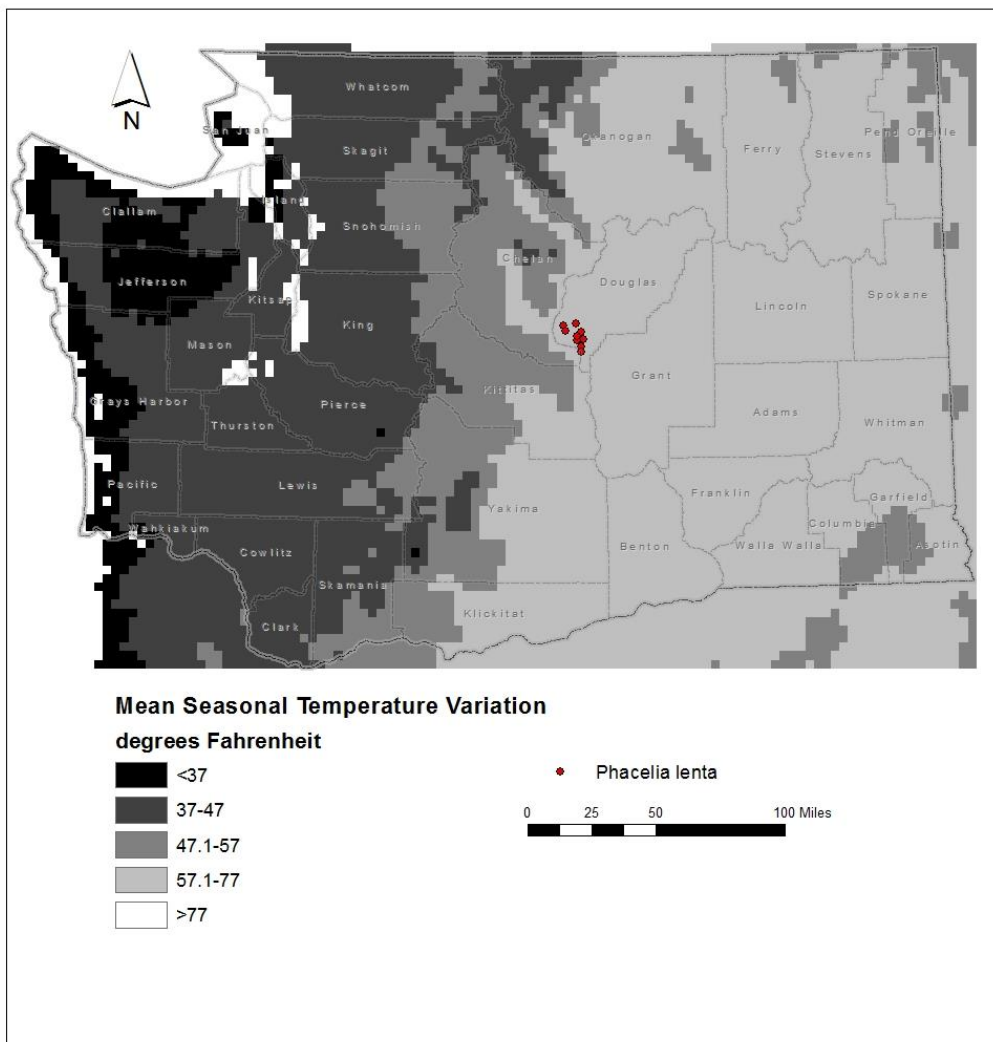 N
Whatcom
San Juan
Okanogan
Pend Oreille
Ferry
Stevens
Skagit
Island
Clallam
Snohomish
Chelan
Jefferson
Douglas
Kitsap
Lincoln
Spokane
King
Mason
Grant
Kittitas
Grays Harbor
Pierce
Adams
Thurston
Whitman
Pacific
Lewis
Franklin
Garfield
Yakima
Columbia
Wahkiakum
Benton
Walla Walla
Asotin
Cowlitz
Skamania
Klickitat
Clark
Mean Seasonal Temperature Variation
degrees Fahrenheit
<37
37-47
47.1-57
57.1-77
>77
Phacelia lenta
0 25 50 100 Miles